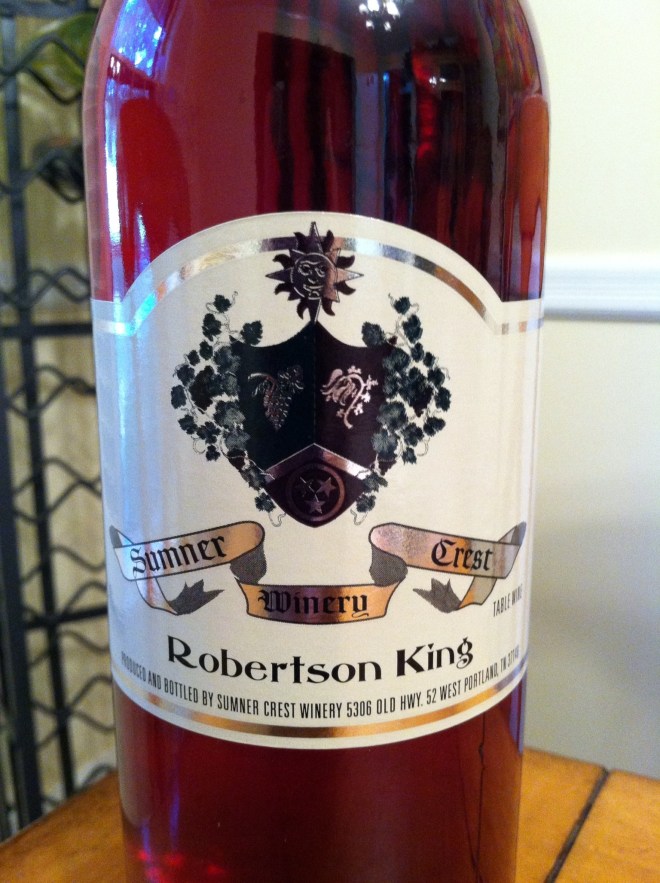 Sumner Crest
Winery
TABLE WINE
Robertson King
PRODUCED AND BOTTLED BY SUMNER CREST WINERY 5306 OLD HWY. 52 WEST PORTLAND, TN 37148